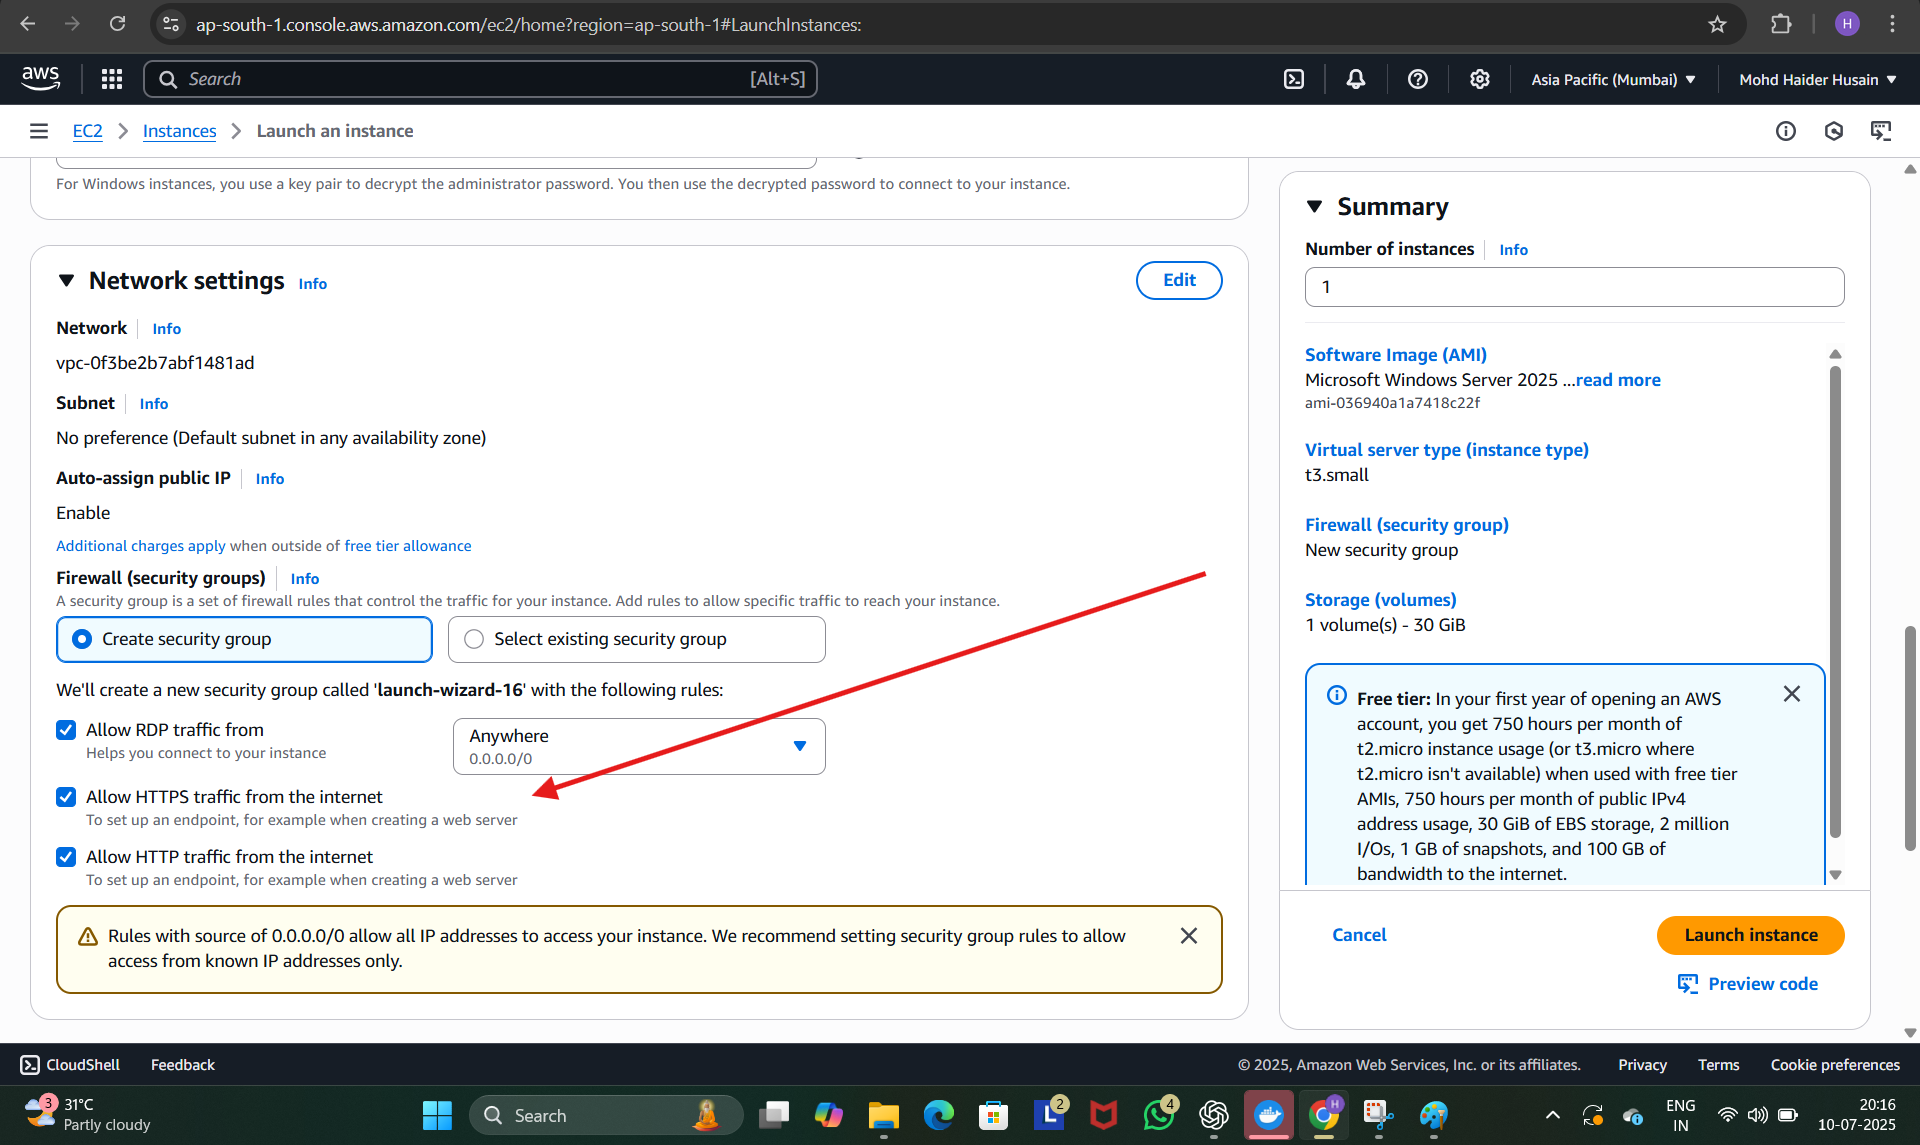 ap-south-1.console.aws.amazon.com/ec2/home?region=ap-south-1#LaunchInstances:
H
aws
Search
[Alt+S]
Asia Pacific (Mumbai)
Mohd Haider Husain
EC2
Instances
Launch an instance
For Windows instances, you use a key pair to decrypt the administrator password. You then use the decrypted password to connect to your instance.
Network settings Info
Edit
Network Info
vpc-0f3be2b7abf1481ad
Subnet Info
No preference (Default subnet in any availability zone)
Auto-assign public IP Info
Enable
Additional charges apply when outside of free tier allowance
Firewall (security groups) Info
A security group is a set of firewall rules that control the traffic for your instance. Add rules to allow specific traffic to reach your instance.
Create security group
Select existing security group
We'll create a new security group called 'launch-wizard-16' with the following rules:
Allow RDP traffic from
Helps you connect to your instance
Anywhere
0.0.0.0/0
Allow HTTPS traffic from the internet
To set up an endpoint, for example when creating a web server
Allow HTTP traffic from the internet
To set up an endpoint, for example when creating a web server
Rules with source of 0.0.0.0/0 allow all IP addresses to access your instance. We recommend setting security group rules to allow
access from known IP addresses only.
Summary
Number of instances Info
1
Software Image (AMI)
Microsoft Windows Server 2025 ...read more
ami-036940a1a7418c22f
Virtual server type (instance type)
t3.small
Firewall (security group)
New security group
Storage (volumes)
1 volume(s) - 30 GiB
Free tier: In your first year of opening an AWS
account, you get 750 hours per month of
t2.micro instance usage (or t3.micro where
t2.micro isn't available) when used with free tier
AMIs, 750 hours per month of public IPv4
address usage, 30 GiB of EBS storage, 2 million
I/Os, 1 GB of snapshots, and 100 GB of
bandwidth to the internet.
Cancel
Launch instance
Preview code
CloudShell
Feedback
© 2025, Amazon Web Services, Inc. or its affiliates.
Privacy
Terms
Cookie preferences
3
31°C
Partly cloudy
Search
L
2
4
H
ENG
IN
20:16
10-07-2025